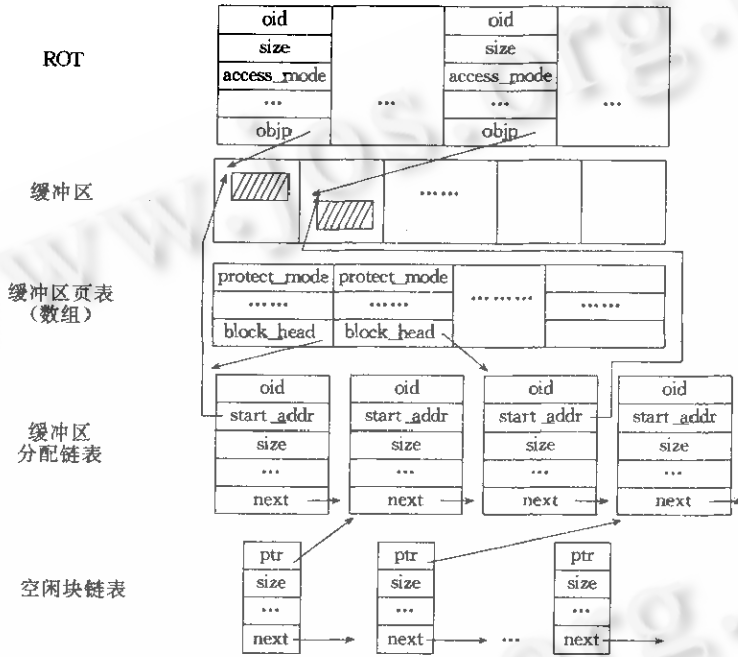 ROT
oid oid
size size
access_mode access_mode
… … … …
objp objp
缓冲区
……
缓冲区页表
(数组)
protect_mode protect_mode
…… …… ……… ……
block_head block_head
缓冲区
分配链表
oid oid oid oid
start_addr start_addr start_addr start_addr
size size size size
… … … …
next next next next
空闲块链表
ptr ptr ptr
size size size
… … …
next next … next
www.jos.org.